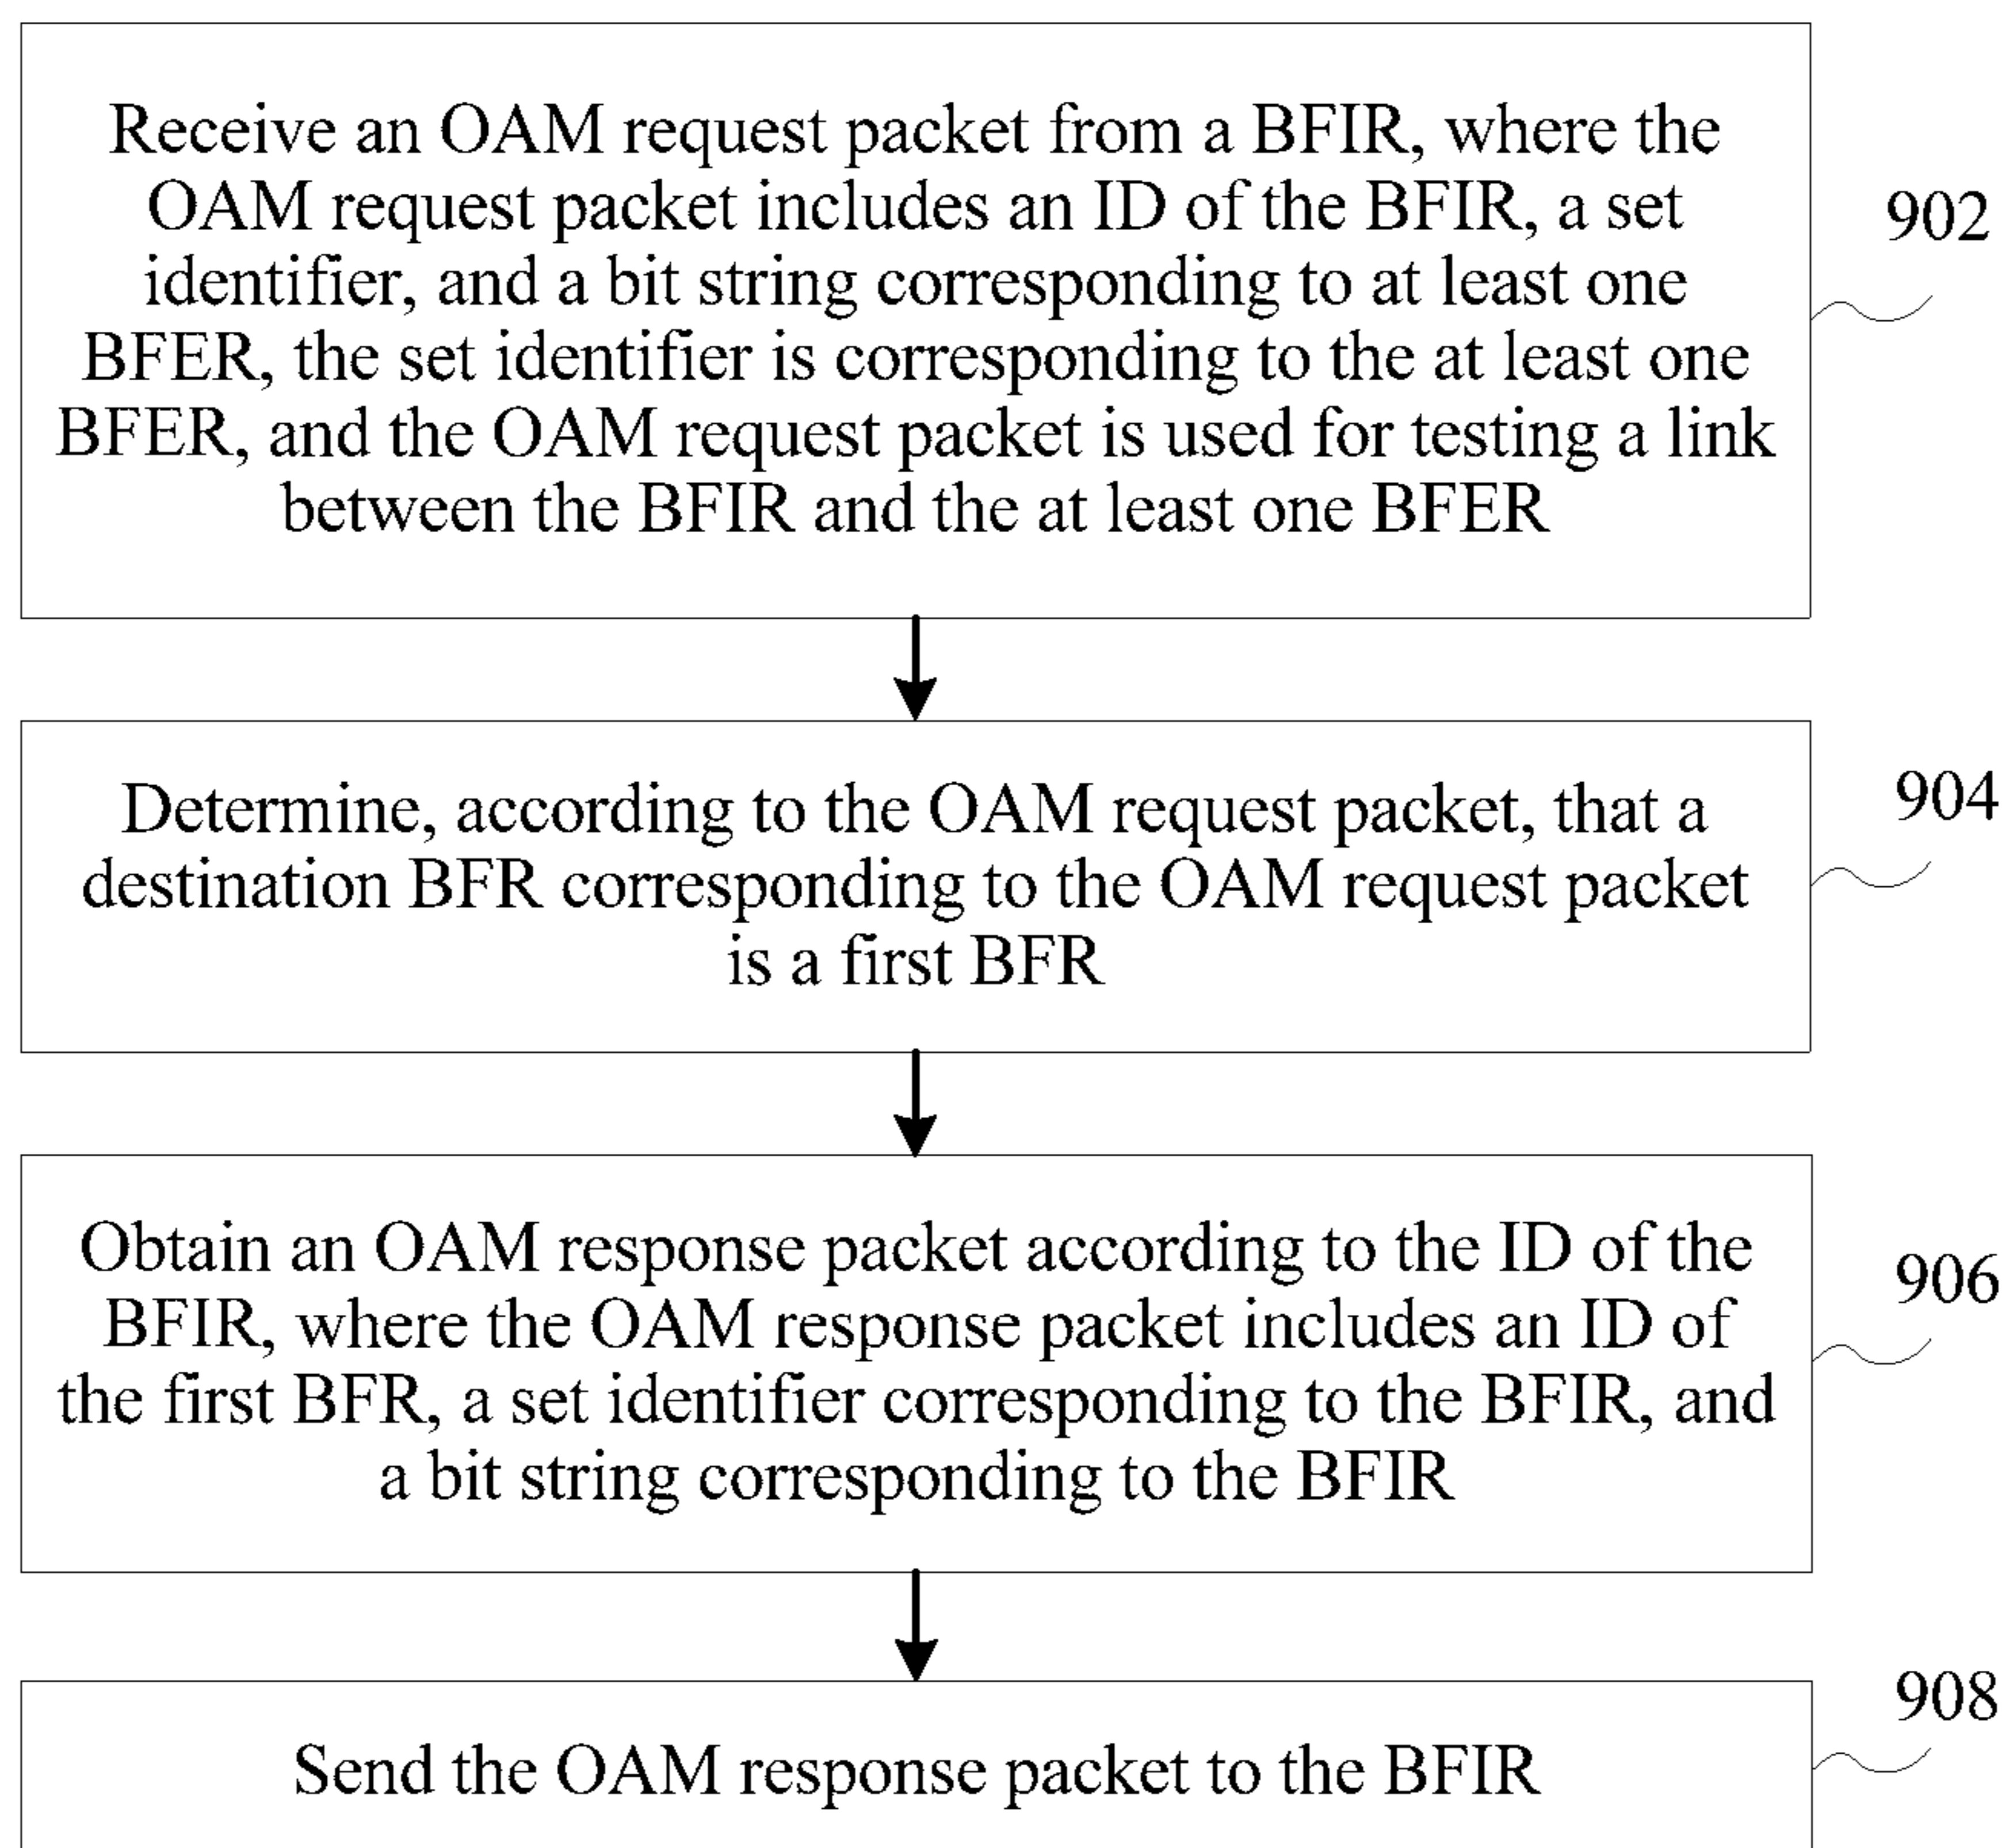 Receive an OAM request packet from a BFIR, where the
OAM request packet includes an ID of the BFIR, a set
identifier, and a bit string corresponding to at least one
BFER, the set identifier is corresponding to the at least one
BFER, and the OAM request packet is used for testing a link
between the BFIR and the at least one BFER
902
Determine, according to the OAM request packet, that a
destination BFR corresponding to the OAM request packet
is a first BFR
904
Obtain an OAM response packet according to the ID of the
BFIR, where the OAM response packet includes an ID of
the first BFR, a set identifier corresponding to the BFIR, and
a bit string corresponding to the BFIR
906
Send the OAM response packet to the BFIR
908